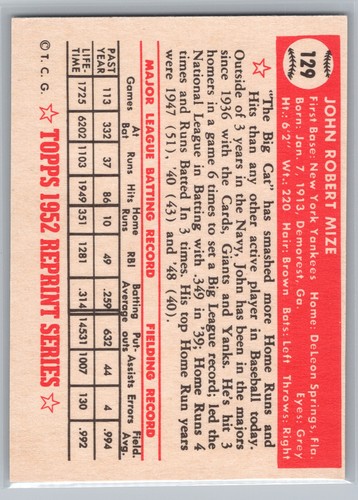 129
JOHN ROBERT MIZE
First Base: New York Yankees Home: DeLeon Springs, Fla.
Born: Jan. 7, 1913, Demorest, Ga. Eyes: Grey
Ht.: 6'2" Wt.: 220 Hair: Brown Bats: Left Throws: Right
"The Big Cat" has smashed more Home Runs and
Hits than any other active player in Baseball today.
Outside of 3 years in the Navy, John has been in the majors
since 1936 with the Cards, Giants and Yanks. He's hit 3
homers in a game 6 times to set a Big League record; led the
National League in Batting with .349 in '39; Home Runs 4
times and Runs Batted In 3 times. His top Home Run years
were 1947 (51), '40 (43) and '48 (40).
MAJOR LEAGUE BATTING RECORD FIELDING RECORD
Games At Bat Runs Hits Home Runs RBI Batting Average Put-outs Assists Errors Field. Avg.
PAST YEAR 113 332 37 86 10 49 .259 632 44 4 .994
LIFE-TIME 1725 6202 1103 1949 351 1281 .314 14531 1007 130 .992
© T. C. G. TOPPS 1952 REPRINT SERIES